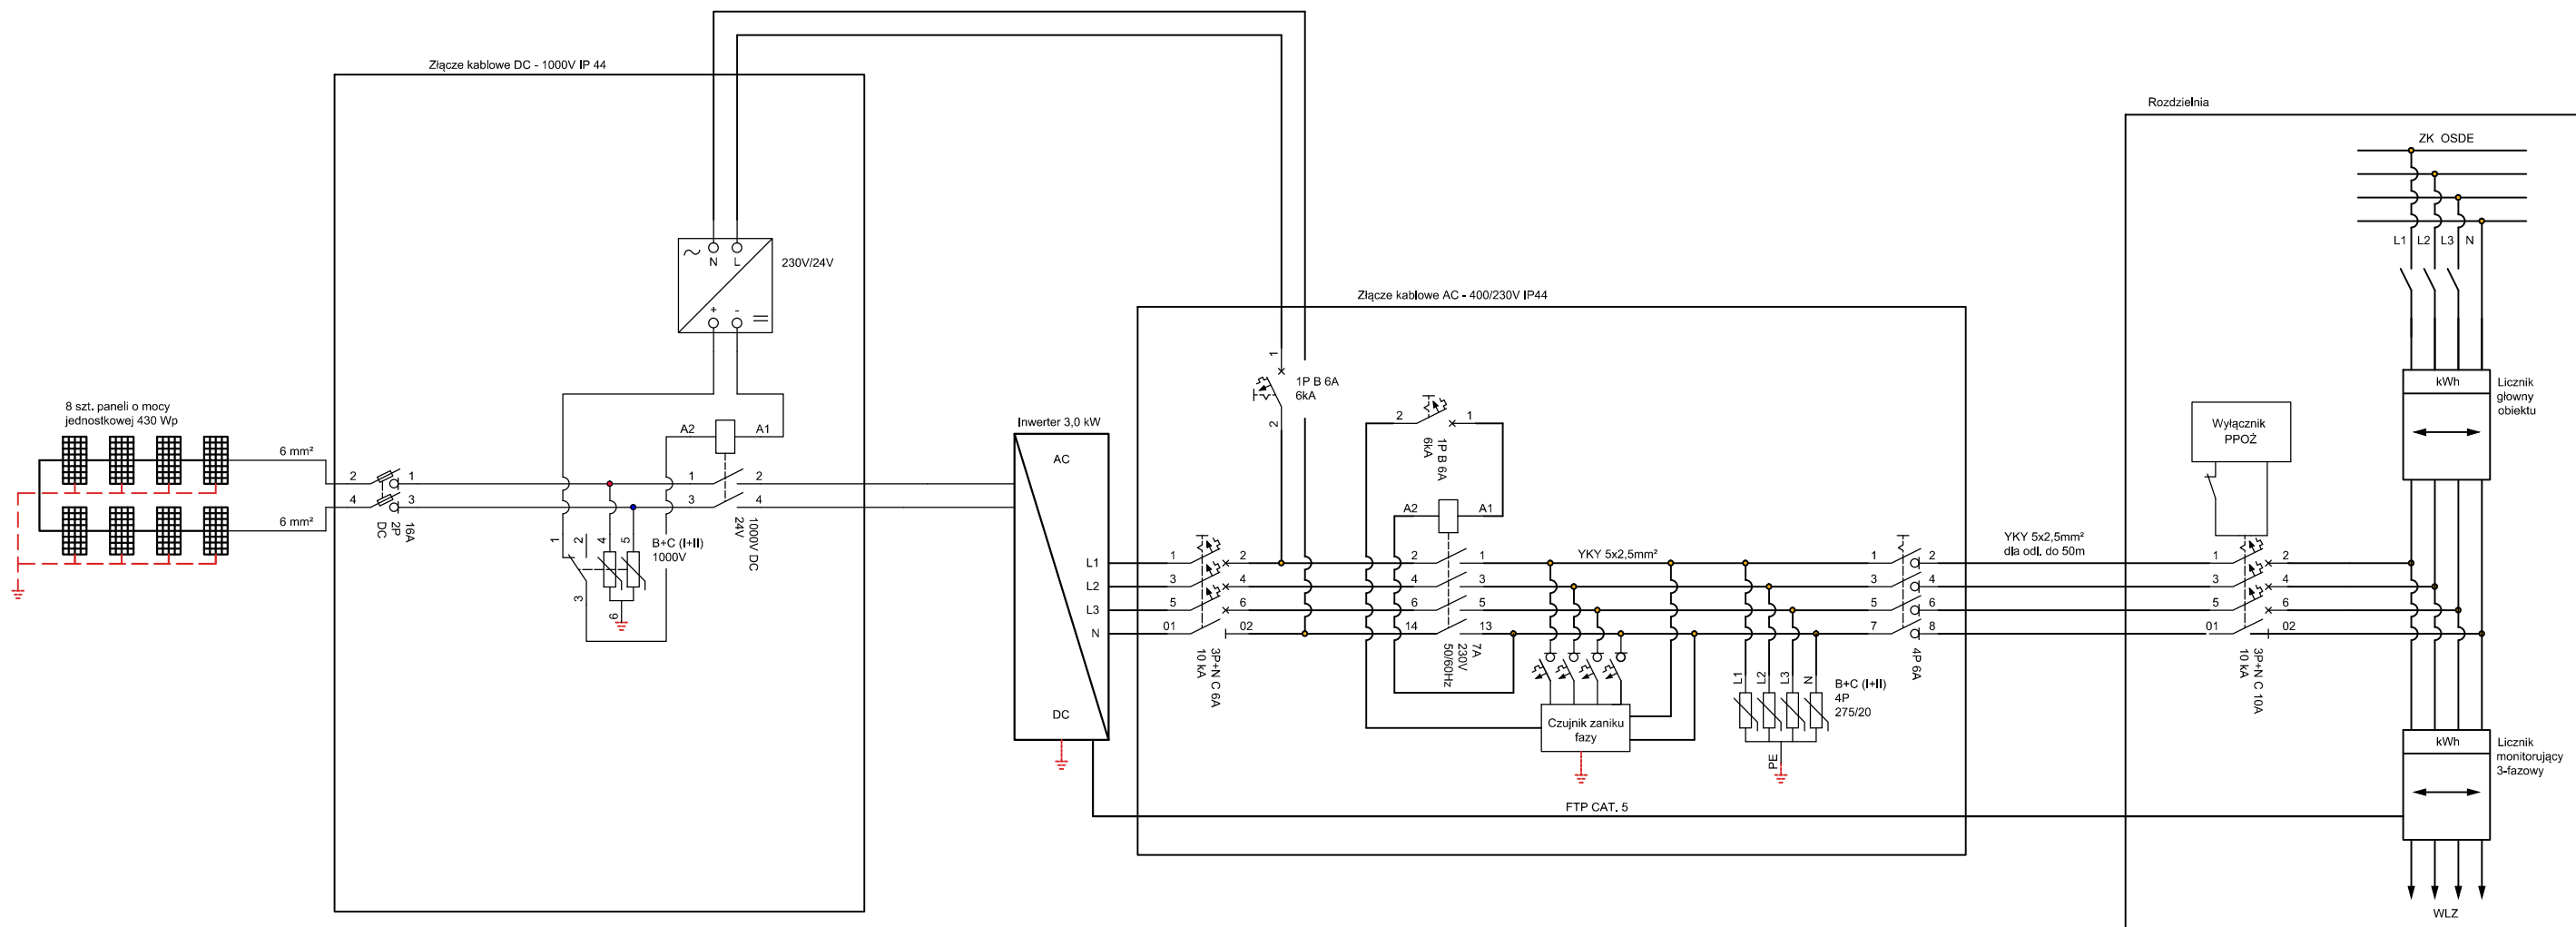 Złącze kablowe DC - 1000V IP 44
N
L
230V/24V
+
-
8 szt. paneli o mocy
jednostkowej 430 Wp
6 mm²
6 mm²
2
1
4
3
16A
2P
DC
A2
A1
1
2
3
4
1000V DC
24V
1
2
3
4
5
6
B+C (I+II)
1000V
Inwerter 3,0 kW
AC
DC
L1
L2
L3
N
Złącze kablowe AC - 400/230V IP44
1
2
1P B 6A
6kA
1
2
3
4
5
6
01
02
3P+N C 6A
10 kA
2
1
1P B 6A
6kA
A2
A1
2
1
4
3
6
5
14
13
7A
230V
50/60Hz
YKY 5x2,5mm²
Czujnik zaniku
fazy
L1
L2
L3
N
PE
B+C (I+II)
4P
275/20
1
2
3
4
5
6
7
8
4P 6A
FTP CAT. 5
YKY 5x2,5mm²
dla odl. do 50m
Rozdzielnia
ZK OSDE
L1
L2
L3
N
kWh
Licznik
głowny
obiektu
Wyłącznik
PPOŻ
1
2
3
4
5
6
01
02
3P+N C 10A
10 kA
kWh
Licznik
monitorujący
3-fazowy
WLZ